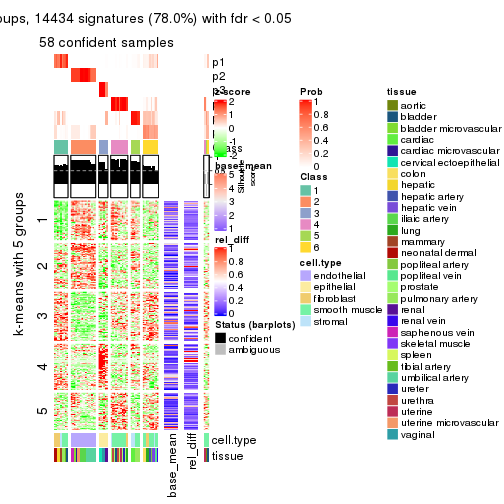 oups, 14434 signatures (78.0%) with fdr < 0.05
58 confident samples
p1
p2
p3
z-score
2
1
0
-1
-2
Prob
1
0.8
0.6
0.4
0.2
0
tissue
aortic
bladder
bladder microvascular
cardiac
cardiac microvascular
cervical ectoepithelial
colon
hepatic
hepatic artery
hepatic vein
iliaic artery
lung
mammary
neonatal dermal
popliteal artery
popliteal vein
prostate
pulmonary artery
renal
renal vein
saphenous vein
skeletal muscle
spleen
tibial artery
umbilical artery
ureter
urethra
uterine
uterine microvascular
vaginal
Silhouette
score
base_mean
5
4
3
2
1
Class
1
2
3
4
5
6
rel_diff
1
0.8
0.6
0.4
0.2
0
cell.type
endothelial
epithelial
fibroblast
smooth muscle
stromal
Status (barplots)
confident
ambiguous
k-means with 5 groups
1
2
3
4
5
cell.type
tissue
base_mean
rel_diff